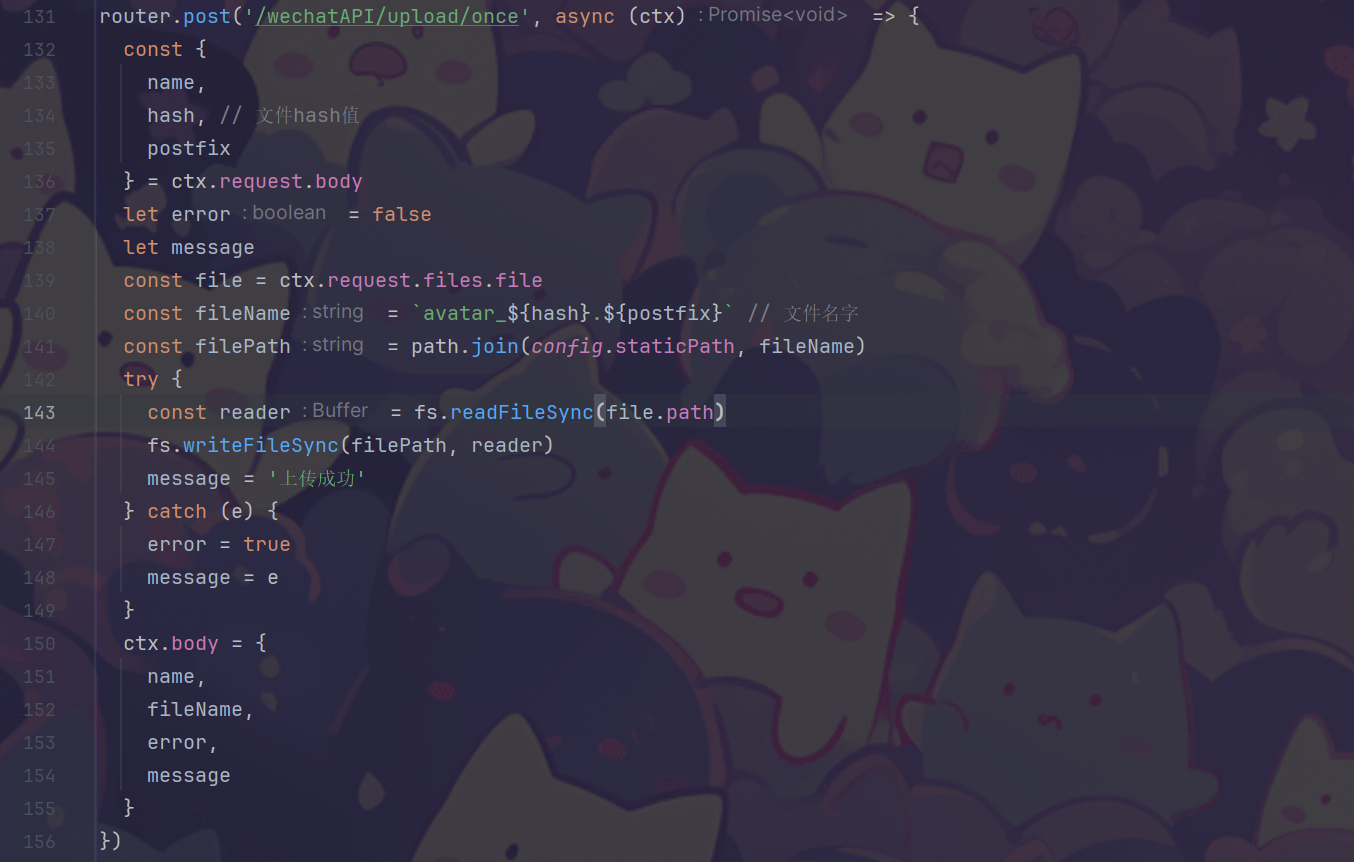 131 router.post('/wechatAPI/upload/once', async (ctx) : Promise<void> => {
132 const {
133 name,
134 hash, // 文件hash值
135 postfix
136 } = ctx.request.body
137 let error : boolean = false
138 let message
139 const file = ctx.request.files.file
140 const fileName : string = `avatar_${hash}.${postfix}` // 文件名字
141 const filePath : string = path.join(config.staticPath, fileName)
142 try {
143 const reader : Buffer = fs.readFileSync(file.path)
144 fs.writeFileSync(filePath, reader)
145 message = '上传成功'
146 } catch (e) {
147 error = true
148 message = e
149 }
150 ctx.body = {
151 name,
152 fileName,
153 error,
154 message
155 }
156 })